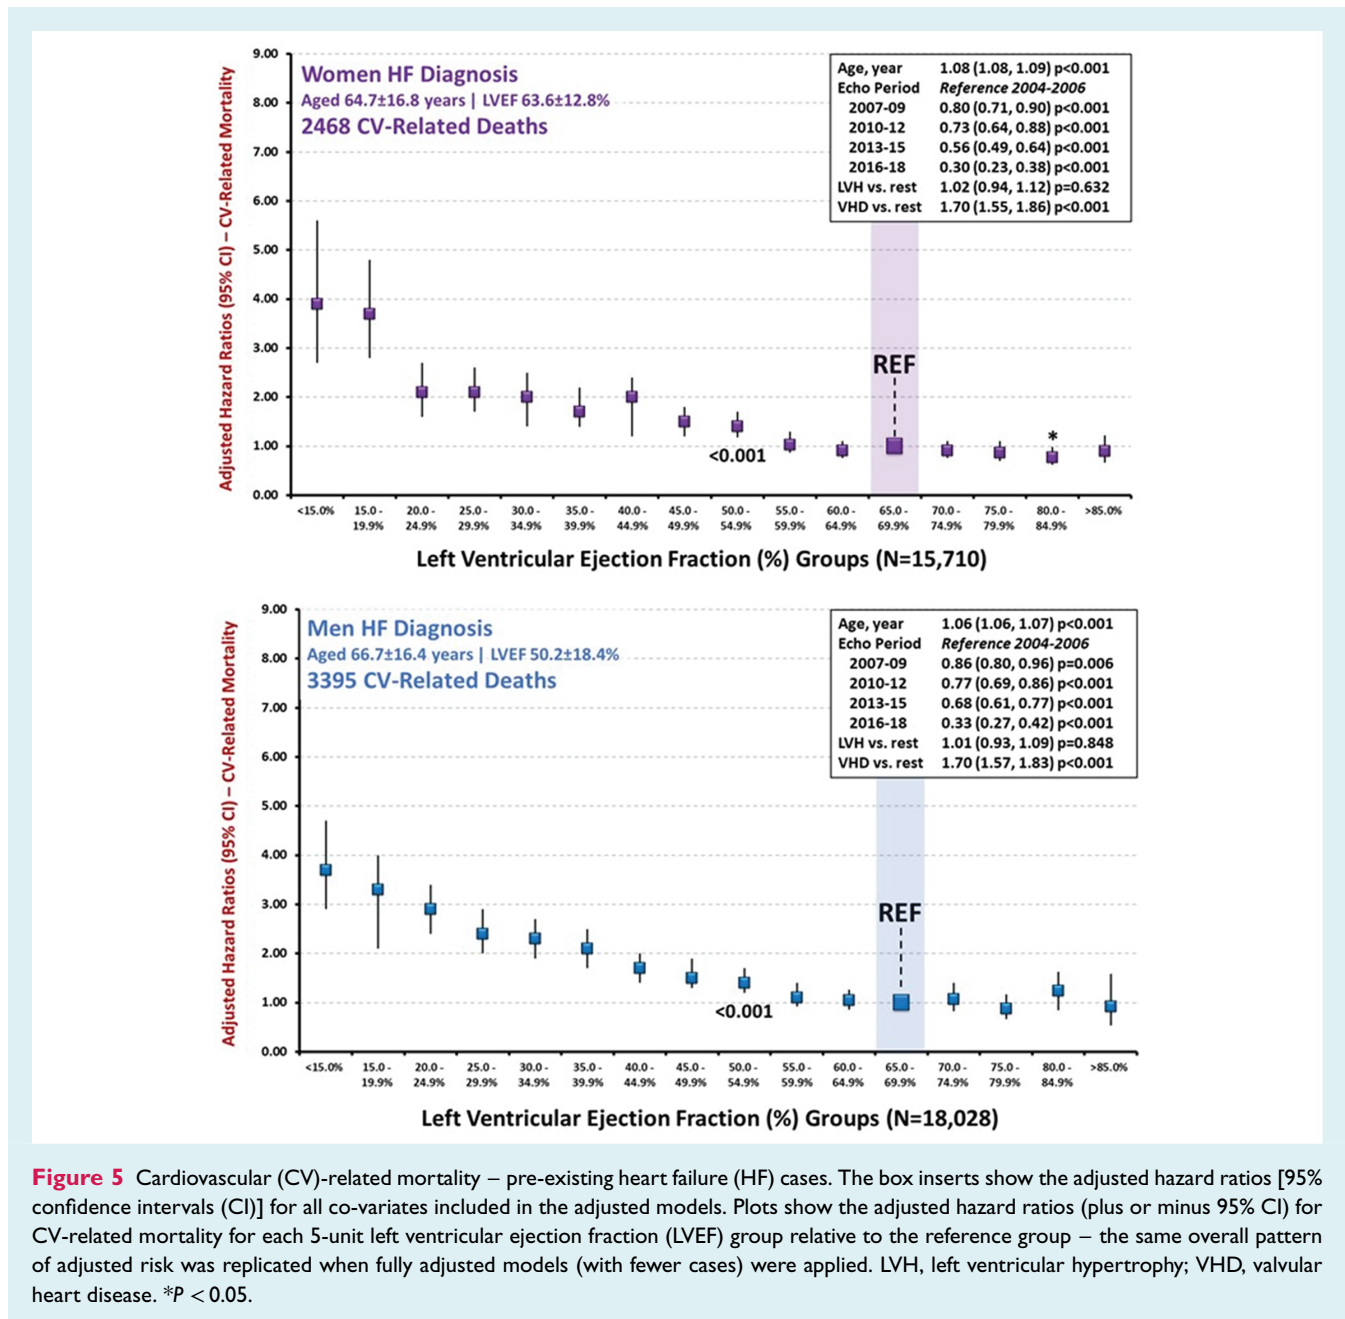 Adjusted Hazard Ratios (95% CI) – CV-Related Mortality
9.00
8.00
7.00
6.00
5.00
4.00
3.00
2.00
1.00
0.00
Women HF Diagnosis
Aged 64.7±16.8 years | LVEF 63.6±12.8%
2468 CV-Related Deaths
Age, year 1.08 (1.08, 1.09) p<0.001
Echo Period Reference 2004-2006
2007-09 0.80 (0.71, 0.90) p<0.001
2010-12 0.73 (0.64, 0.88) p<0.001
2013-15 0.56 (0.49, 0.64) p<0.001
2016-18 0.30 (0.23, 0.38) p<0.001
LVH vs. rest 1.02 (0.94, 1.12) p=0.632
VHD vs. rest 1.70 (1.55, 1.86) p<0.001
REF
*
<0.001
<15.0% 15.0 - 20.0 - 25.0 - 30.0 - 35.0 - 40.0 - 45.0 - 50.0 - 55.0 - 60.0 - 65.0 - 70.0 - 75.0 - 80.0 - >85.0%
19.9% 24.9% 29.9% 34.9% 39.9% 44.9% 49.9% 54.9% 59.9% 64.9% 69.9% 74.9% 79.9% 84.9%
Left Ventricular Ejection Fraction (%) Groups (N=15,710)
Adjusted Hazard Ratios (95% CI) – CV-Related Mortality
9.00
8.00
7.00
6.00
5.00
4.00
3.00
2.00
1.00
0.00
Men HF Diagnosis
Aged 66.7±16.4 years | LVEF 50.2±18.4%
3395 CV-Related Deaths
Age, year 1.06 (1.06, 1.07) p<0.001
Echo Period Reference 2004-2006
2007-09 0.86 (0.80, 0.96) p=0.006
2010-12 0.77 (0.69, 0.86) p<0.001
2013-15 0.68 (0.61, 0.77) p<0.001
2016-18 0.33 (0.27, 0.42) p<0.001
LVH vs. rest 1.01 (0.93, 1.09) p=0.848
VHD vs. rest 1.70 (1.57, 1.83) p<0.001
REF
<0.001
<15.0% 15.0 - 20.0 - 25.0 - 30.0 - 35.0 - 40.0 - 45.0 - 50.0 - 55.0 - 60.0 - 65.0 - 70.0 - 75.0 - 80.0 - >85.0%
19.9% 24.9% 29.9% 34.9% 39.9% 44.9% 49.9% 54.9% 59.9% 64.9% 69.9% 74.9% 79.9% 84.9%
Left Ventricular Ejection Fraction (%) Groups (N=18,028)
Figure 5 Cardiovascular (CV)-related mortality – pre-existing heart failure (HF) cases. The box inserts show the adjusted hazard ratios [95%
confidence intervals (CI)] for all co-variates included in the adjusted models. Plots show the adjusted hazard ratios (plus or minus 95% CI) for
CV-related mortality for each 5-unit left ventricular ejection fraction (LVEF) group relative to the reference group – the same overall pattern
of adjusted risk was replicated when fully adjusted models (with fewer cases) were applied. LVH, left ventricular hypertrophy; VHD, valvular
heart disease. *P < 0.05.